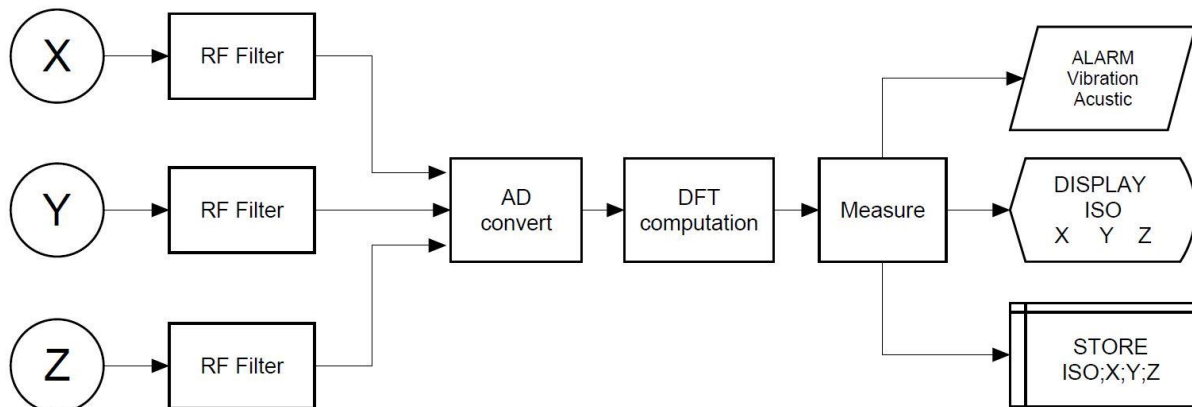 X
RF Filter
Y
RF Filter
Z
RF Filter
AD
convert
DFT
computation
Measure
ALARM
Vibration
Acustic
DISPLAY
ISO
X Y Z
STORE
ISO;X;Y;Z